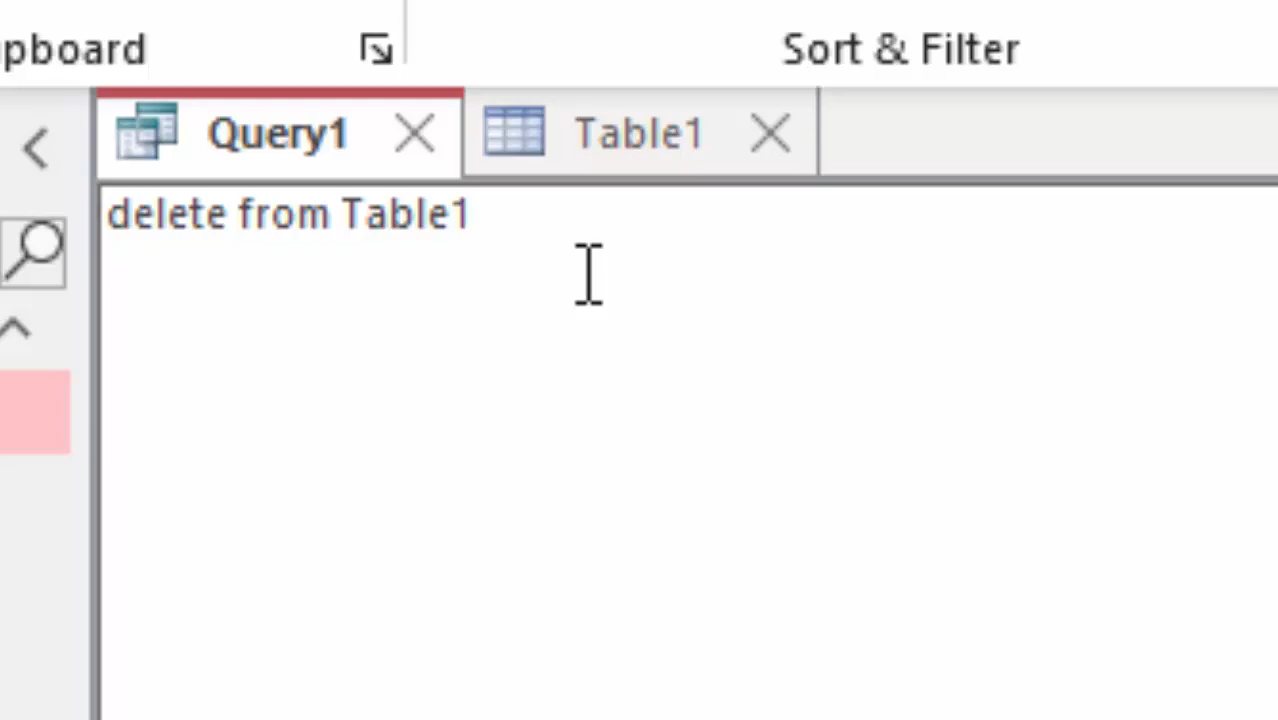 pboard
Sort & Filter
Query1
Table1
delete from Table1